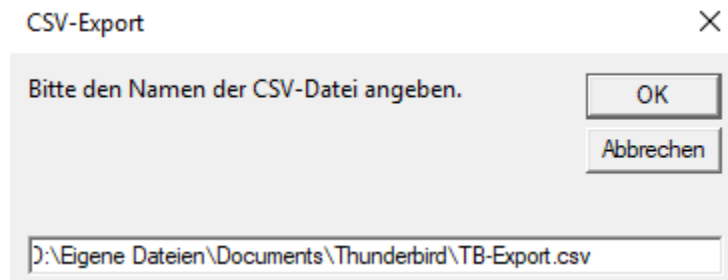 CSV-Export
Bitte den Namen der CSV-Datei angeben.
OK
Abbrechen
D:\Eigene Dateien\Documents\Thunderbird\TB-Export.csv